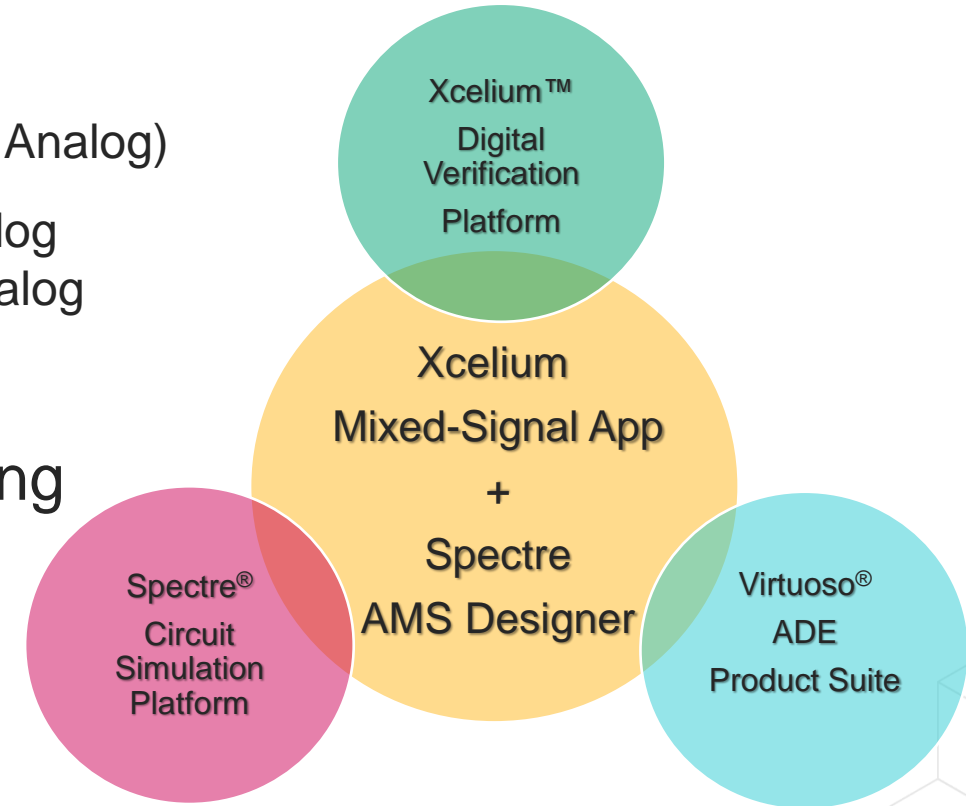 Analog)
log
alog
ng
Xcelium™
Digital
Verification
Platform
Xcelium
Mixed-Signal App
+
Spectre
AMS Designer
Spectre®
Circuit
Simulation
Platform
Virtuoso®
ADE
Product Suite